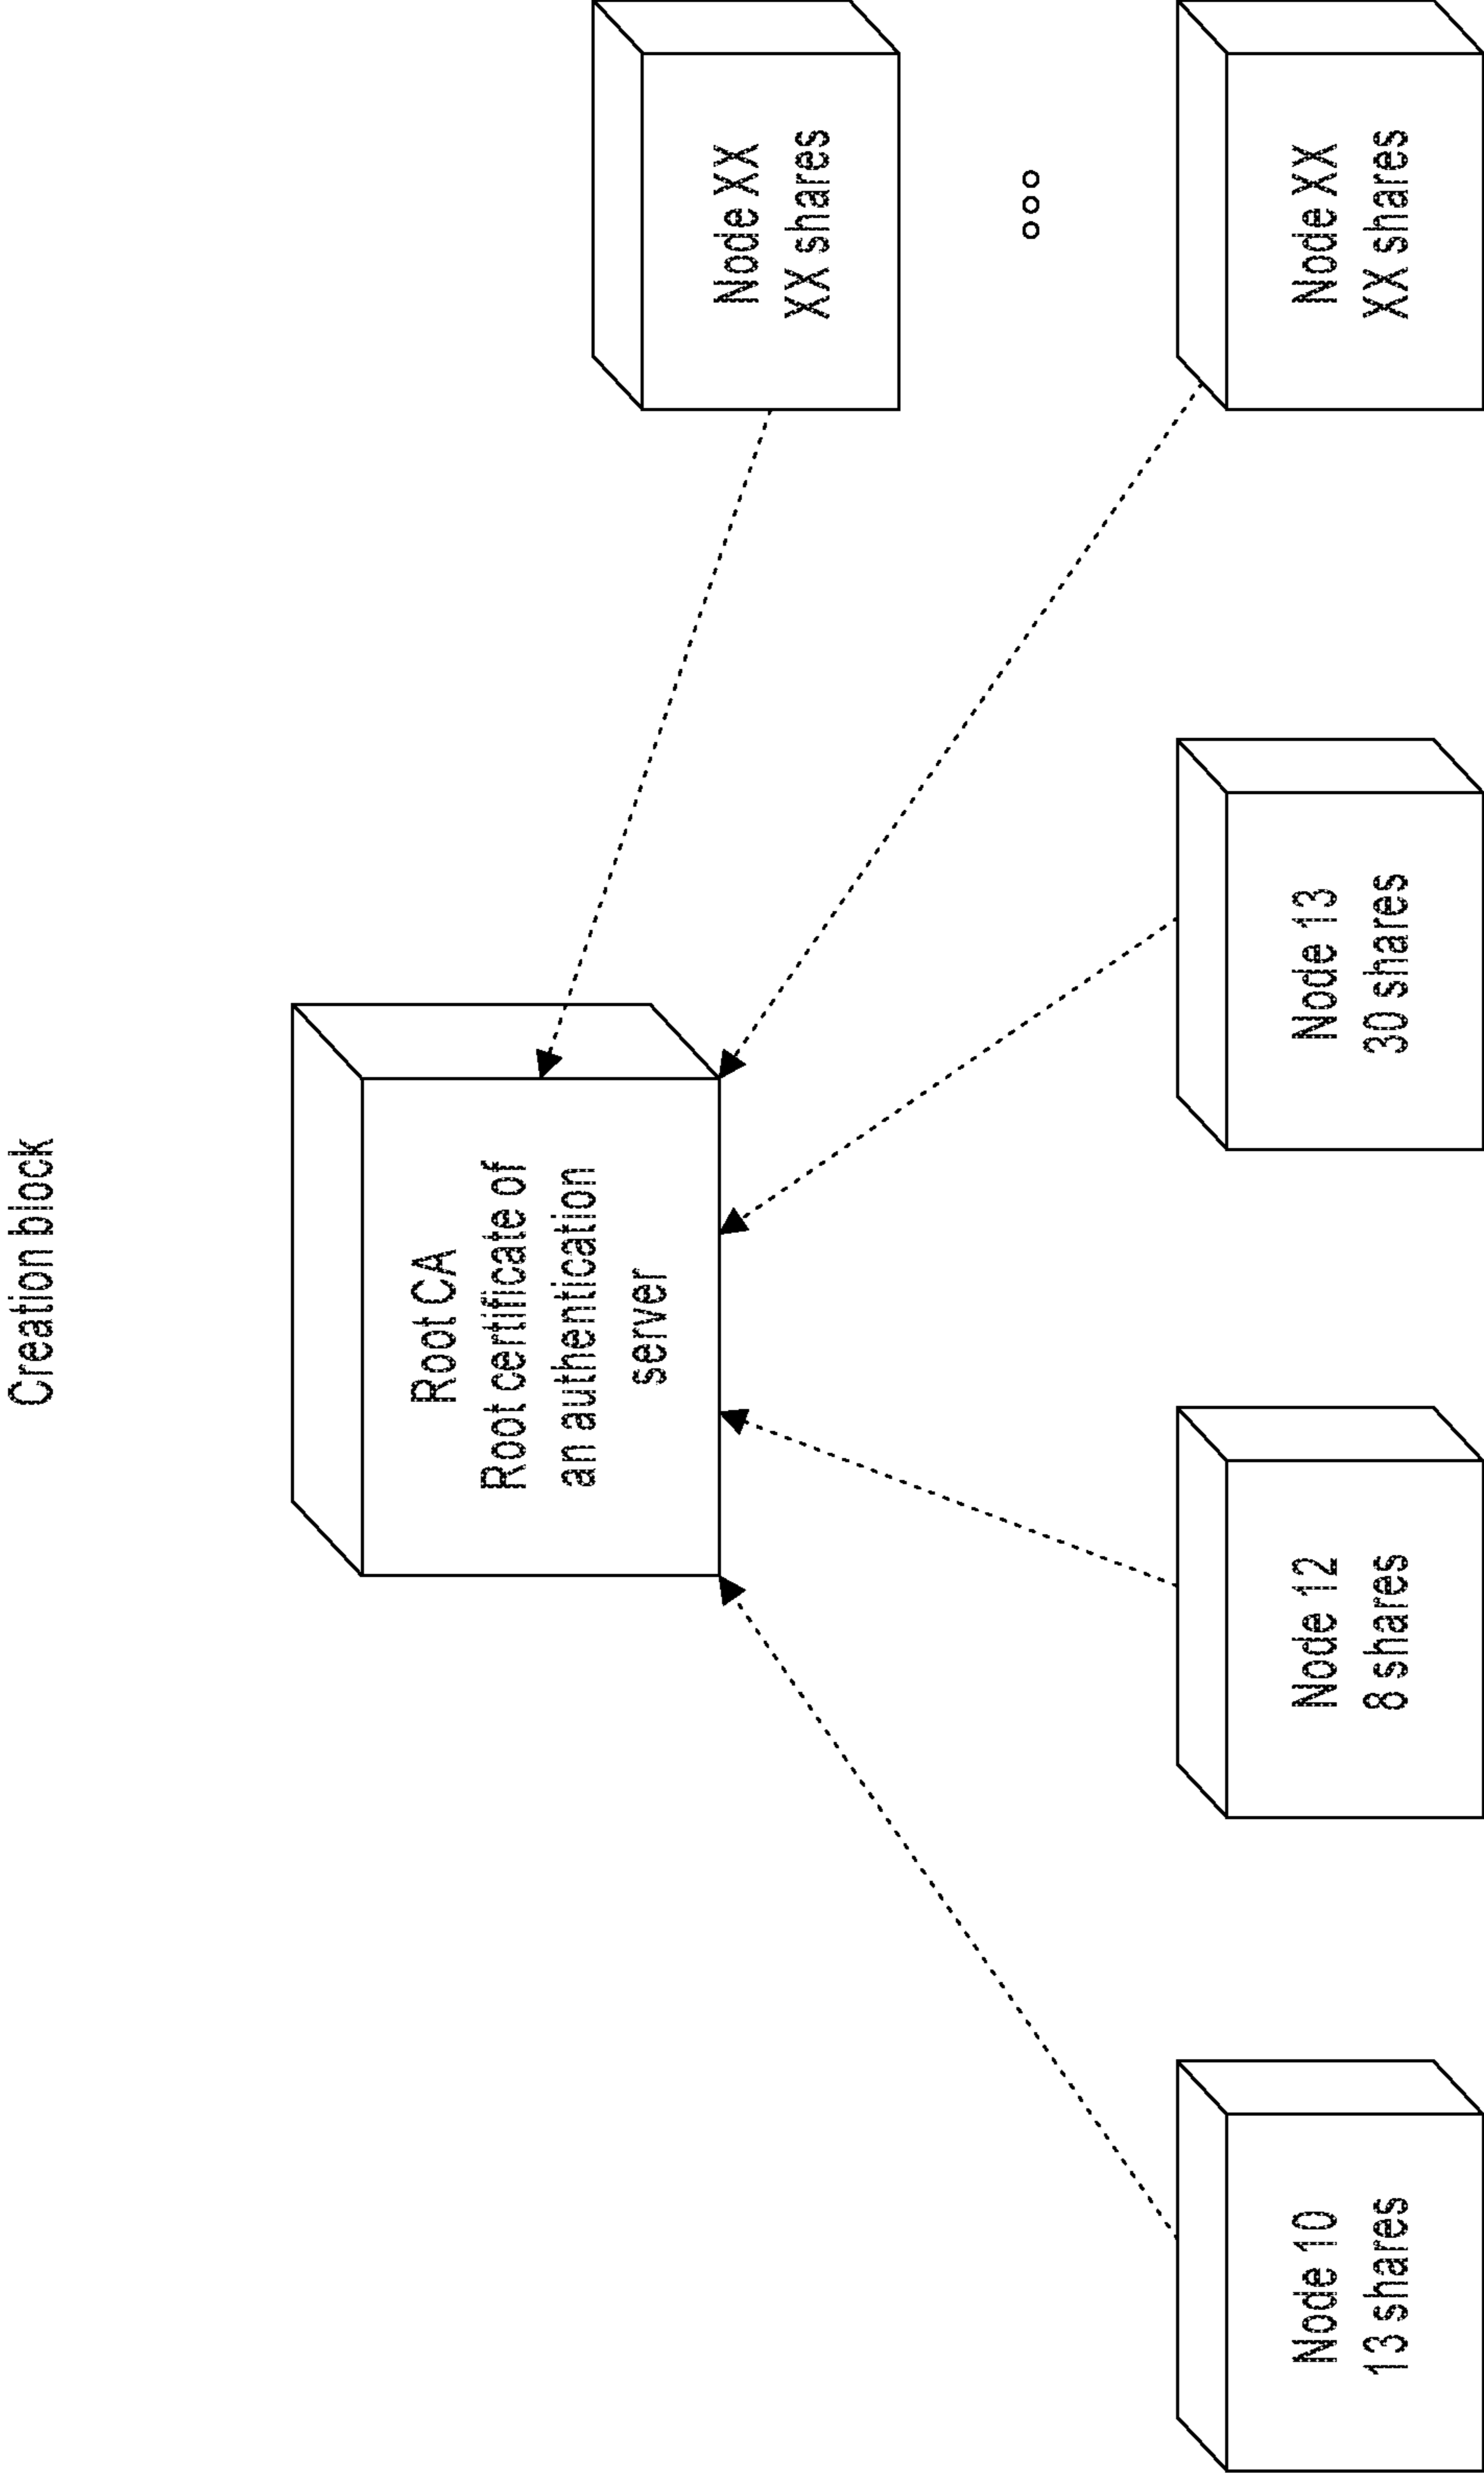 Creation block
Root CA
Root certificate of
an authentication
server
Node XX
XX shares
Node 10
13 shares
Node 12
8 shares
Node 13
30 shares
Node XX
XX shares